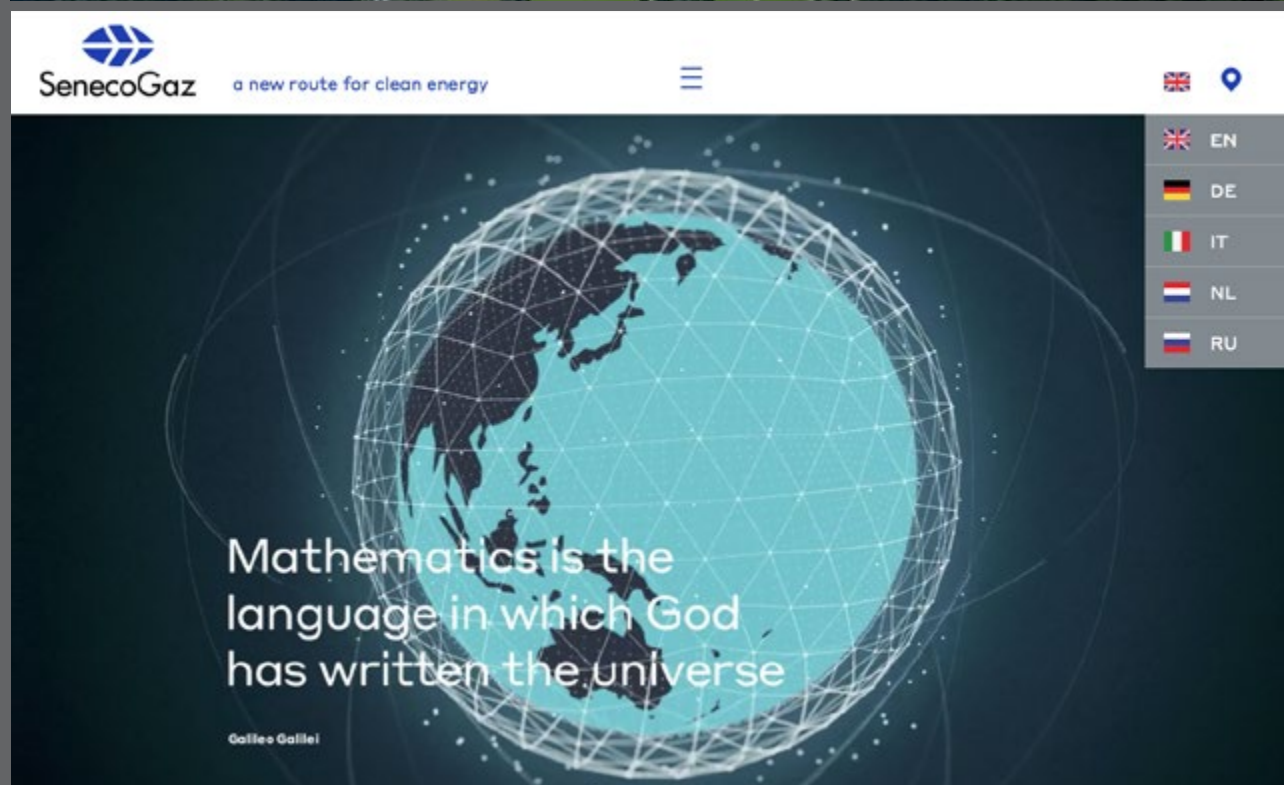 SenecoGaz
a new route for clean energy
EN
DE
IT
NL
RU
Mathematics is the
language in which God
has written the universe
Galileo Galilei